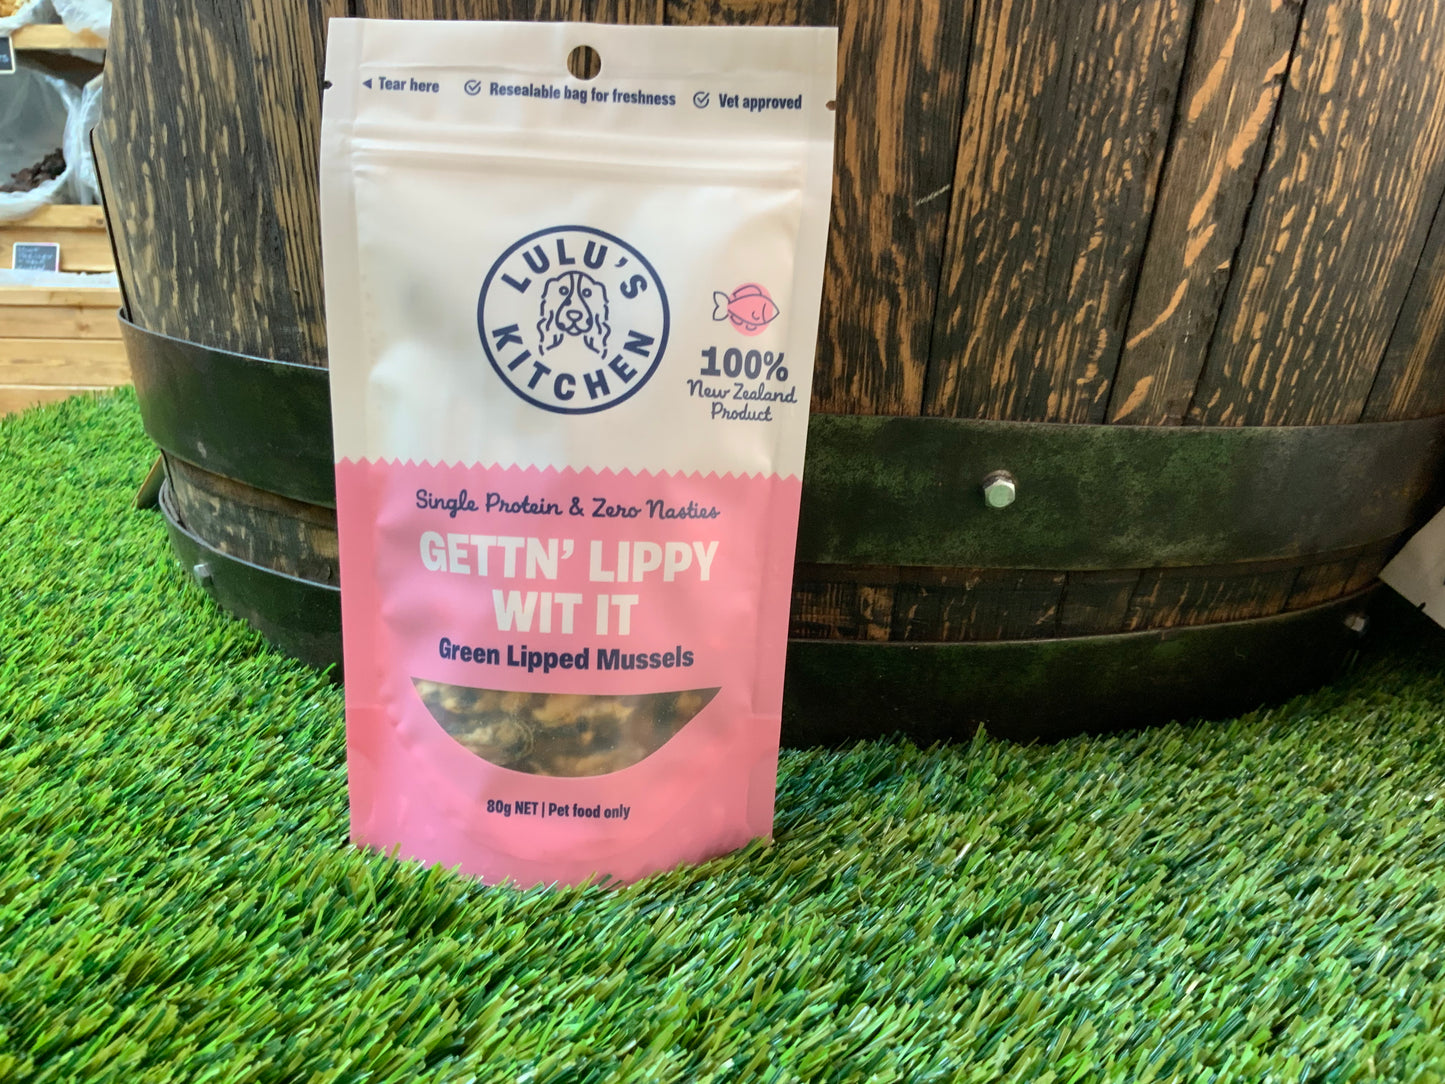 Tear here
Resealable bag for freshness
Vet approved
LULU'S
KITCHEN
100%
New Zealand
Product
Single Protein & Zero Nasties
GETTN' LIPPY
WIT IT
Green Lipped Mussels
80g NET | Pet food only